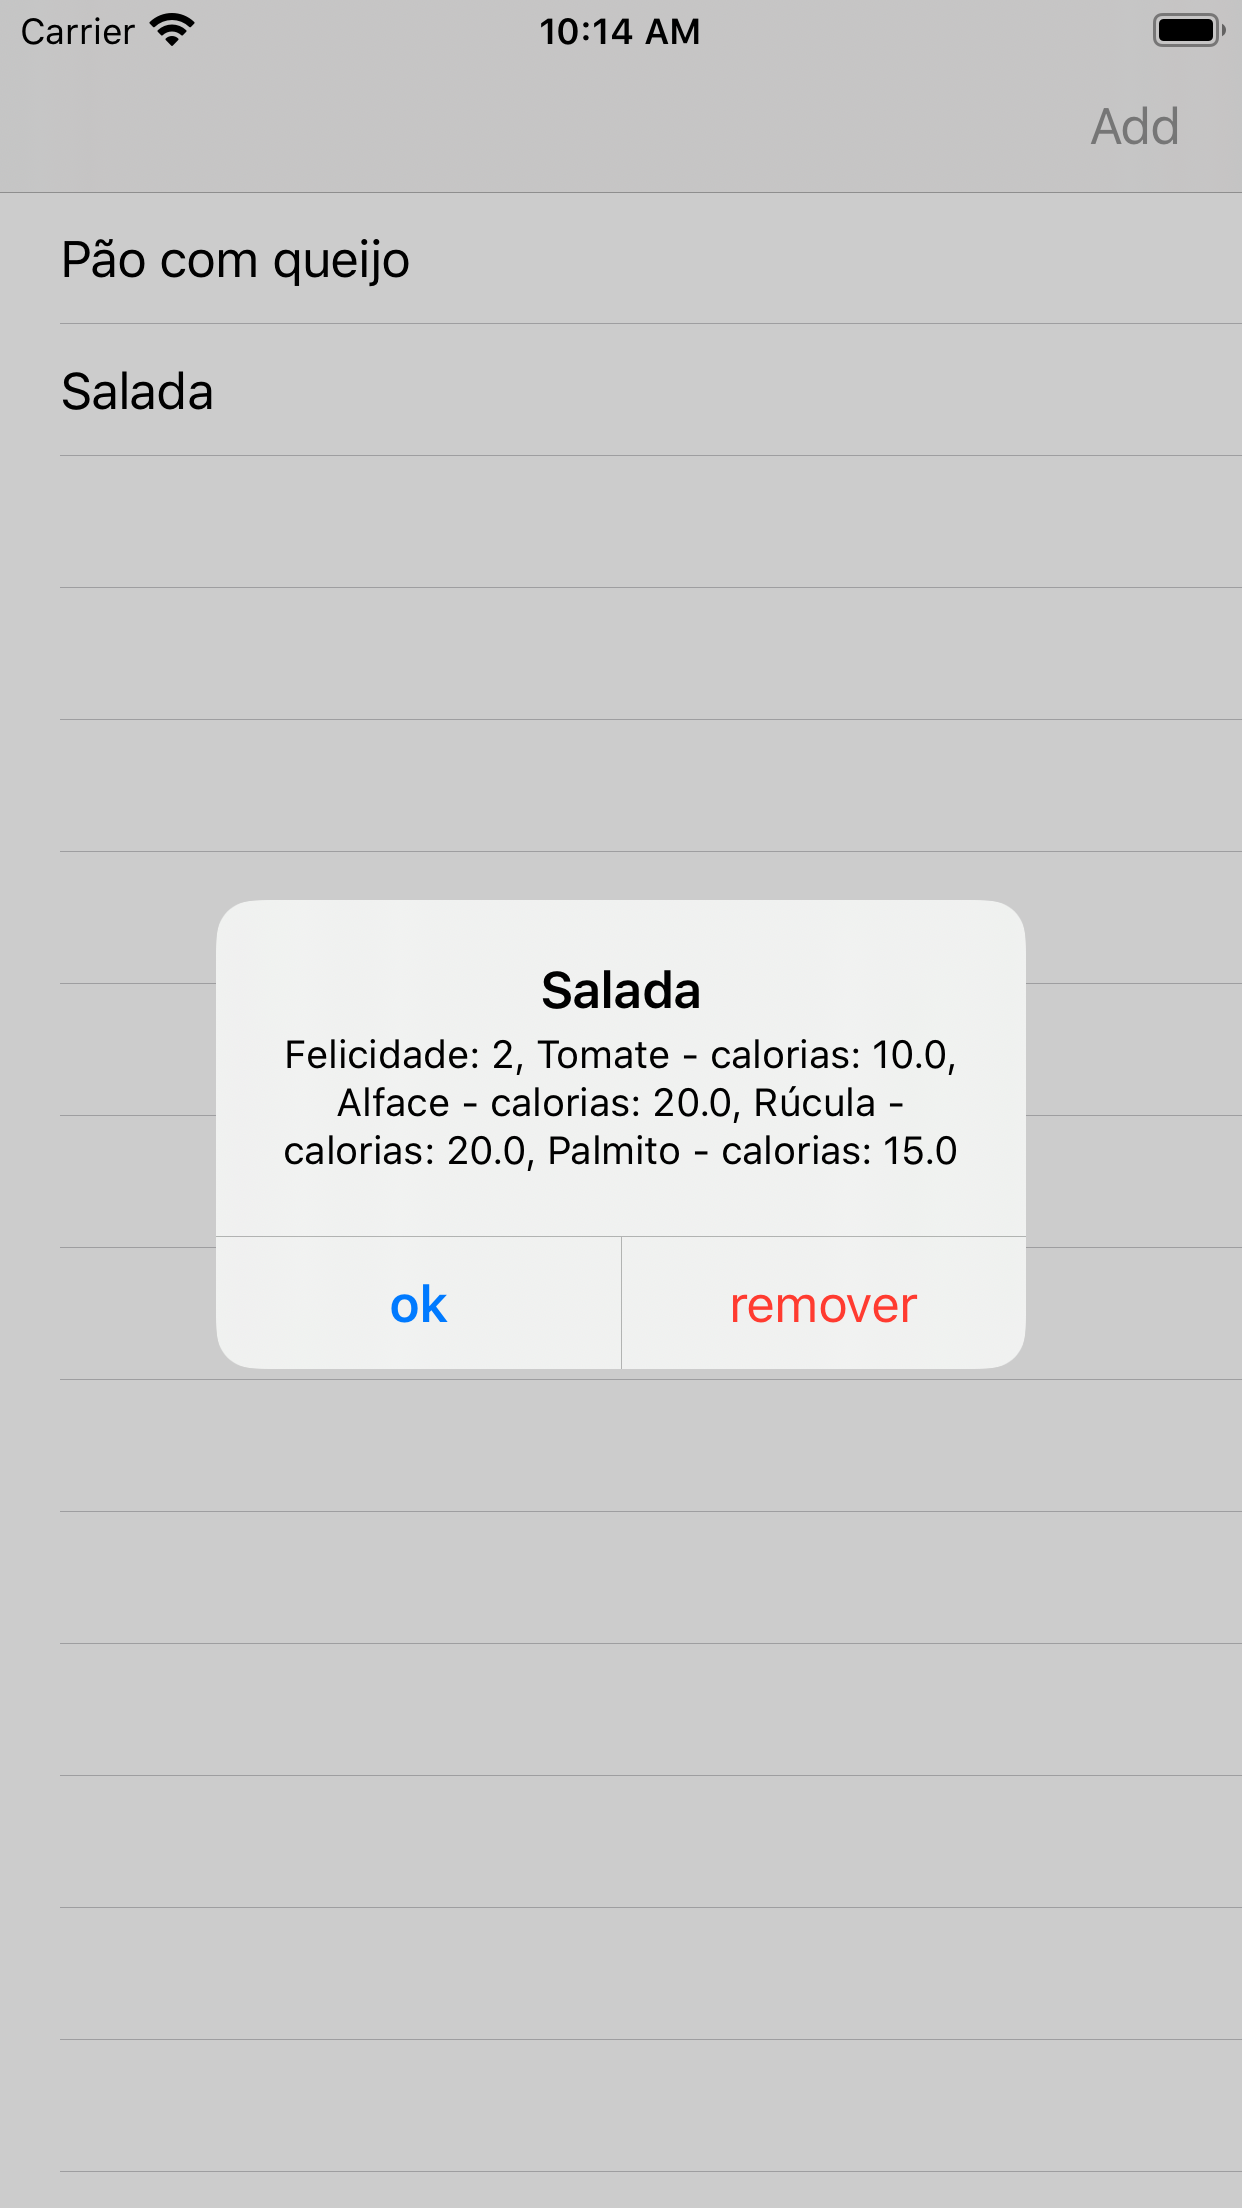 Carrier 10:14 AM
Add
Pão com queijo
Salada
Salada
Felicidade: 2, Tomate - calorias: 10.0,
Alface - calorias: 20.0, Rúcula -
calorias: 20.0, Palmito - calorias: 15.0
ok remover